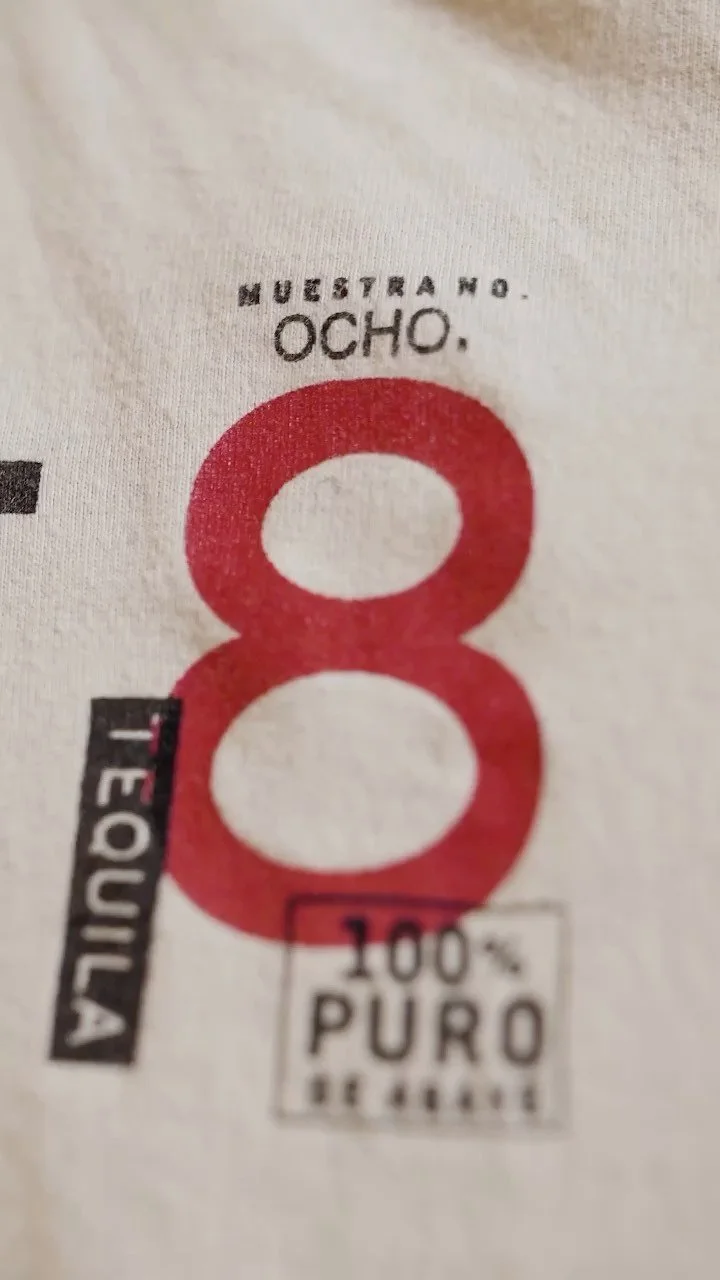 MUESTRA NO.
OCHO.
8
TEQUILA
100%
PURO
DE AGAVE